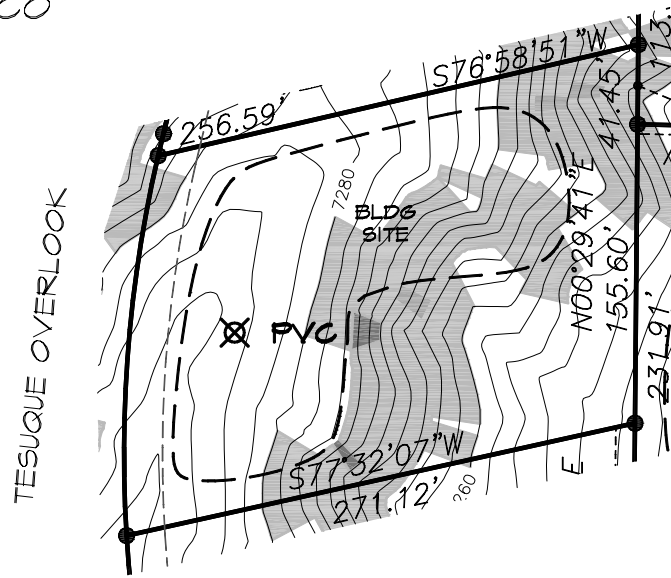 S76°58'51"W
256.59'
41.45'
7280
BLDG
SITE
TESUQUE OVERLOOK
N00°29'41"E
155.60'
231.91'
PVC
S77°32'07"W
271.12'
260
E